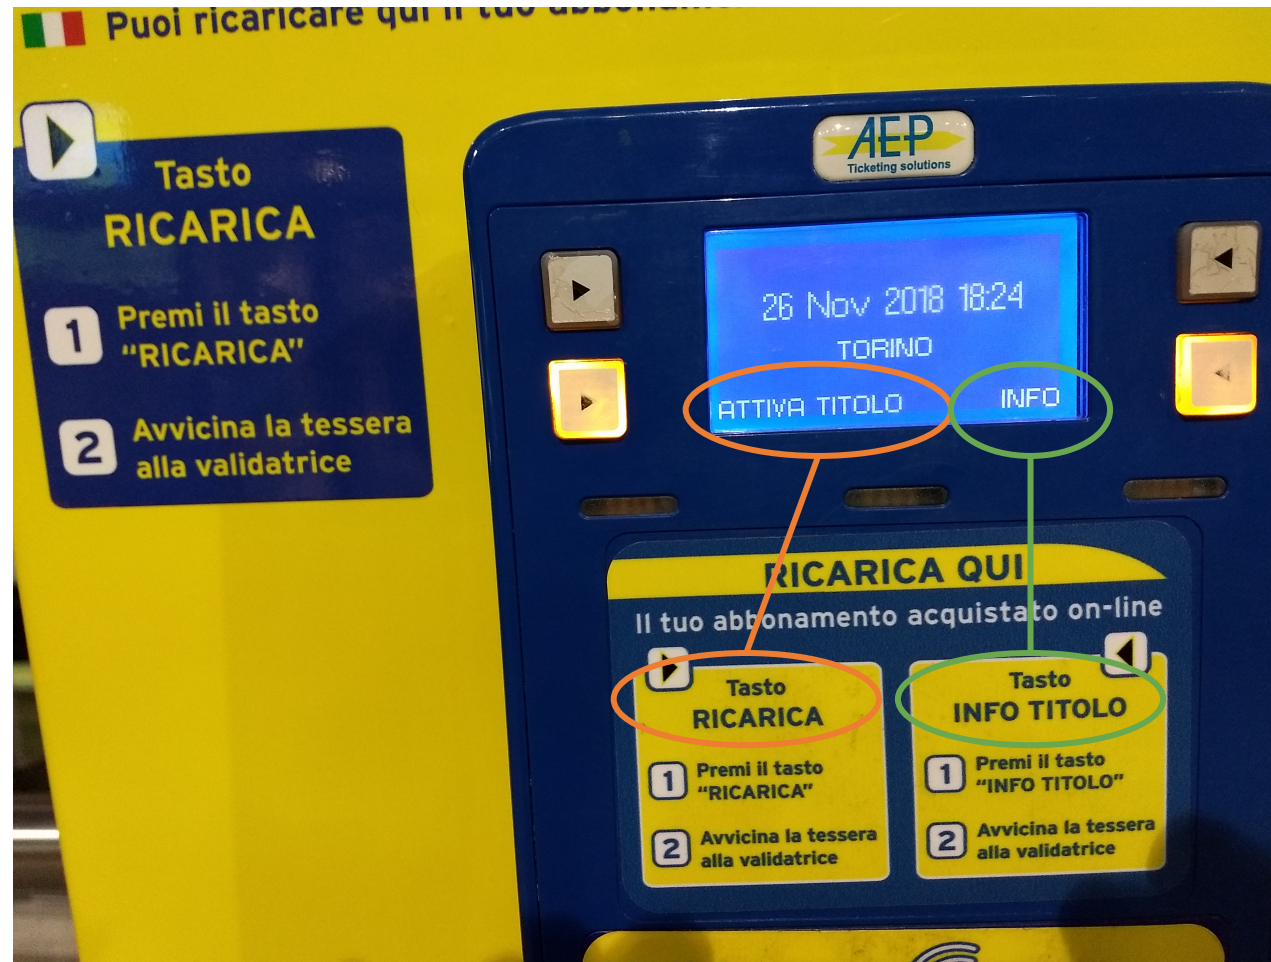 Puoi ricaricare qui il tuo
Tasto
RICARICA
1 Premi il tasto
"RICARICA"
2 Avvicina la tessera
alla validatrice
AEP
Ticketing solutions
26 Nov 2018 18:24
TORINO
ATTIVA TITOLO INFO
RICARICA QUI
Il tuo abbonamento acquistato on-line
Tasto
RICARICA
1 Premi il tasto
"RICARICA"
2 Avvicina la tessera
alla validatrice
Tasto
INFO TITOLO
1 Premi il tasto
"INFO TITOLO"
2 Avvicina la tessera
alla validatrice